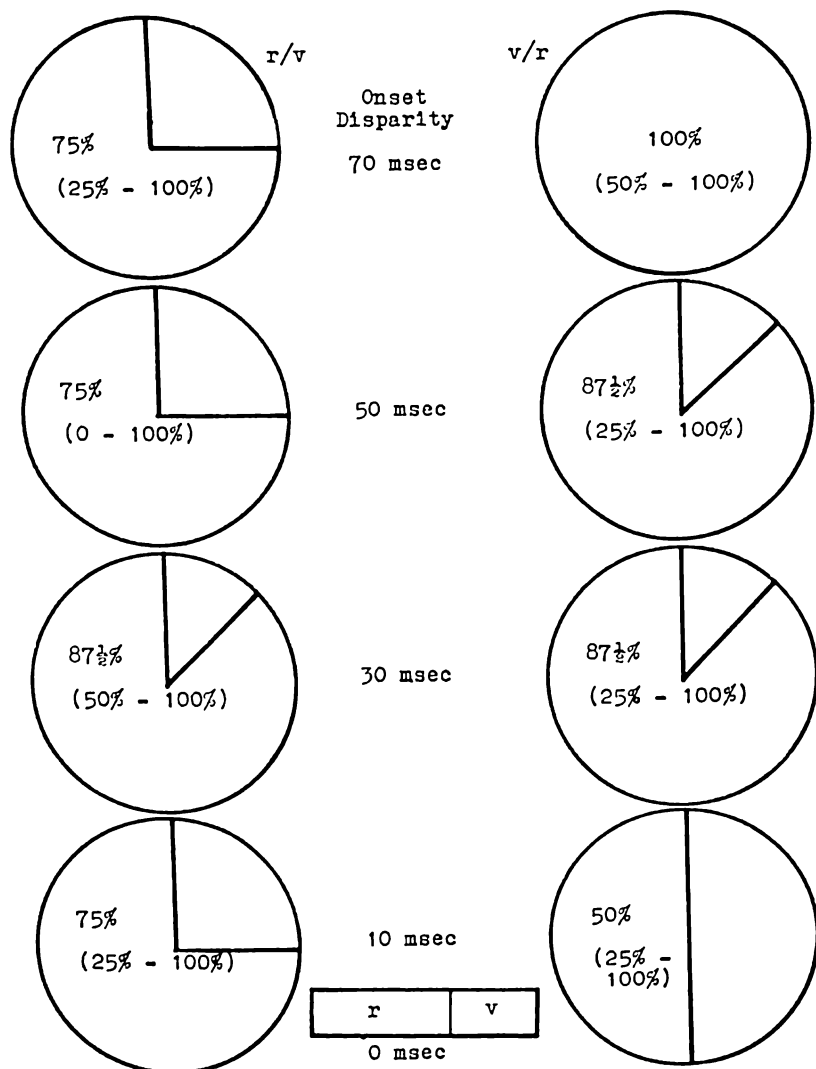 r/v
v/r
Onset
Disparity
75%
(25% - 100%)
70 msec
100%
(50% - 100%)
75%
(0 - 100%)
50 msec
87½%
(25% - 100%)
87½%
(50% - 100%)
30 msec
87½%
(25% - 100%)
75%
(25% - 100%)
10 msec
50%
(25% -
100%)
r
v
0 msec